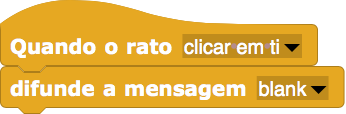 Quando o rato clicar em ti
difunde a mensagem blank